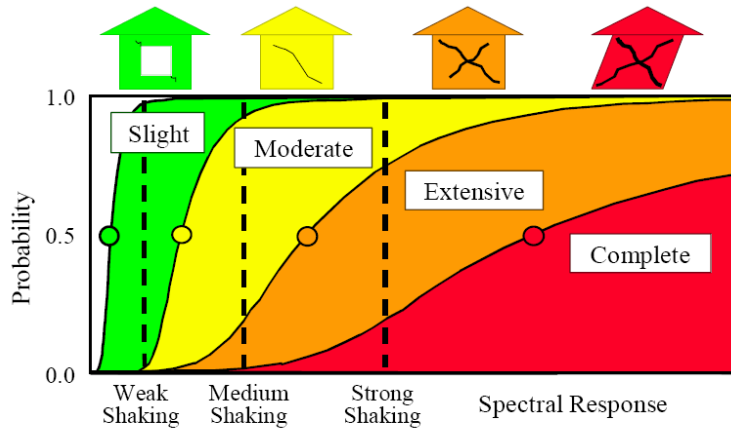 1.0
0.5
0.0
Probability
Slight
Moderate
Extensive
Complete
Weak
Shaking
Medium
Shaking
Strong
Shaking
Spectral Response